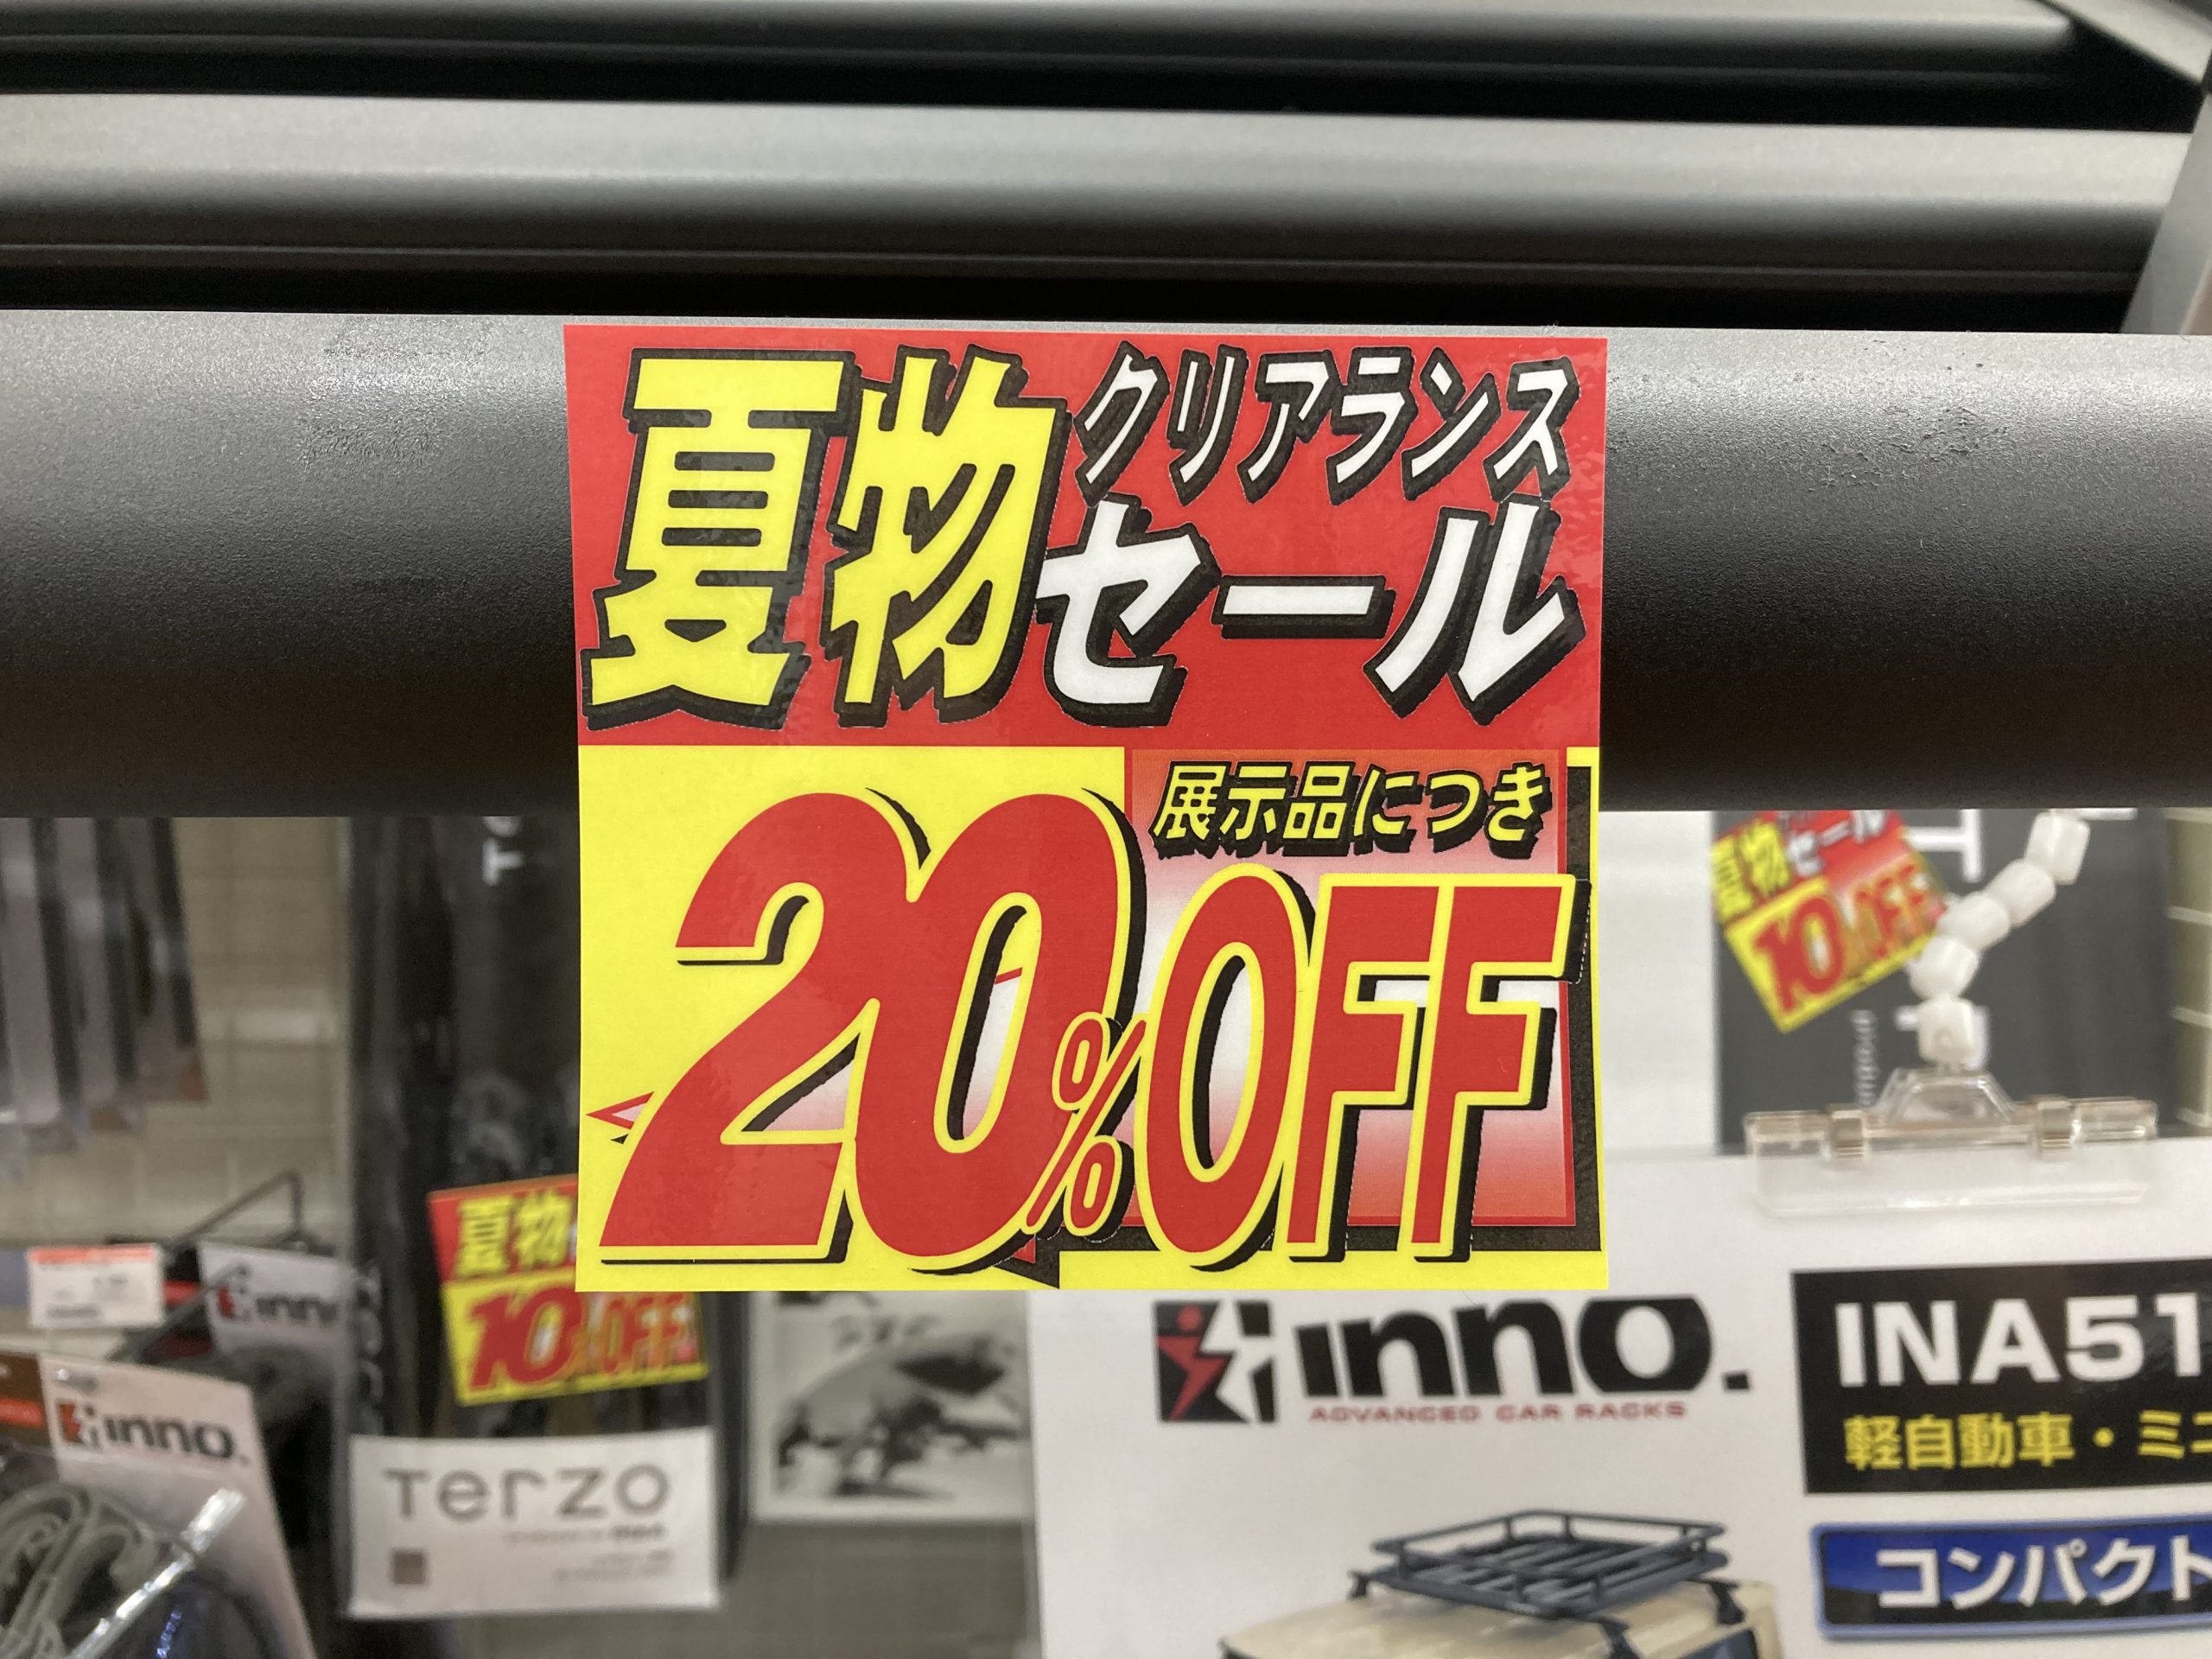 夏物 クリアランス
セール
展示品につき
20%OFF
夏物セール
10%OFF
夏物
10%OFF
inno.
inno.
Terzo
inno.
ADVANCED CAR RACKS
INA51
軽自動車・ミニ
コンパクト